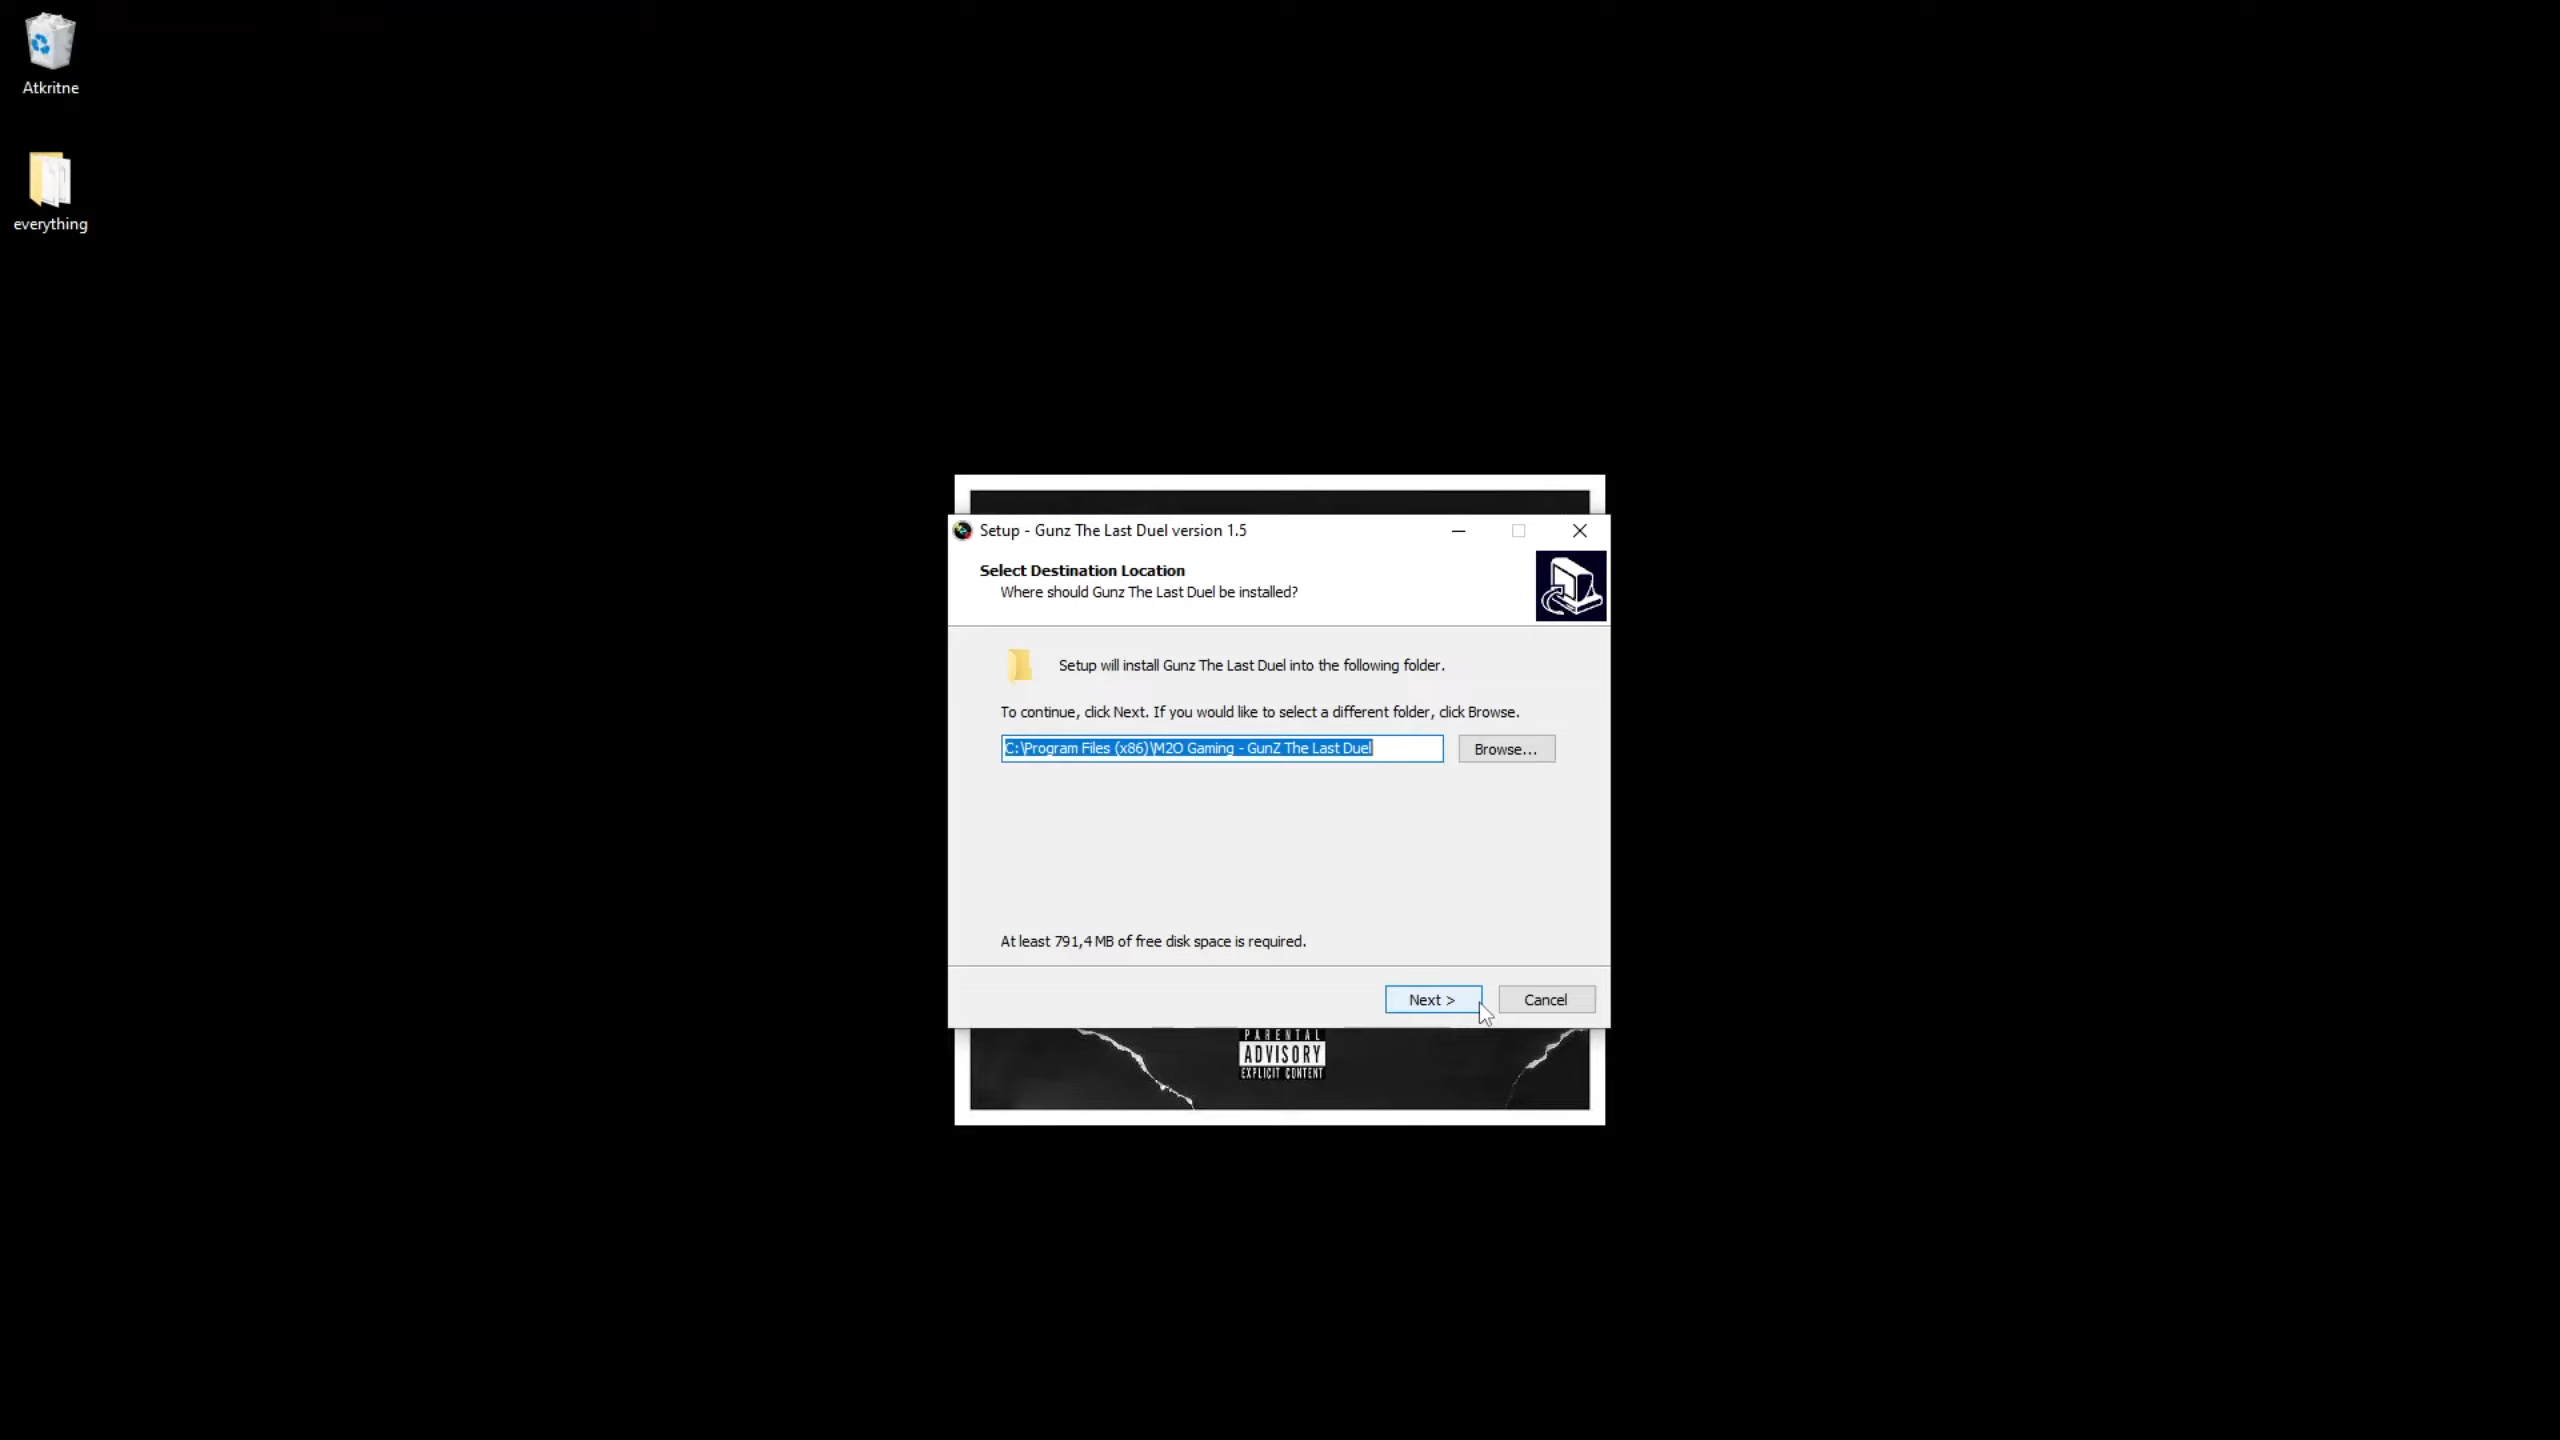 Atkritne
everything
Setup - Gunz The Last Duel version 1.5
Select Destination Location
Where should Gunz The Last Duel be installed?
Setup will install Gunz The Last Duel into the following folder.
To continue, click Next. If you would like to select a different folder, click Browse.
C:\Program Files (x86)\M2O Gaming - GunZ The Last Duel
Browse...
At least 791,4 MB of free disk space is required.
Next >
Cancel
PARENTAL
ADVISORY
EXPLICIT CONTENT